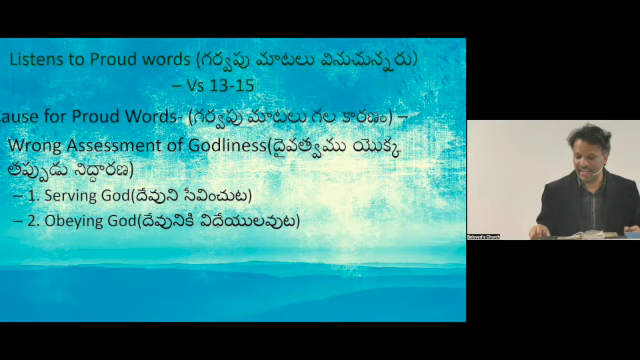 Listens to Proud words (గర్వపు మాటలు వినుచున్నరు)
– Vs 13-15
ause for Proud Words- (గర్వపు మాటలు గల కారణం) –
Wrong Assessment of Godliness(దైవత్వము యొక్క
తప్పుడు నిర్ధారణ)
– 1. Serving God(దేవుని సేవించుట)
– 2. Obeying God(దేవునికి విదేయులవుట)